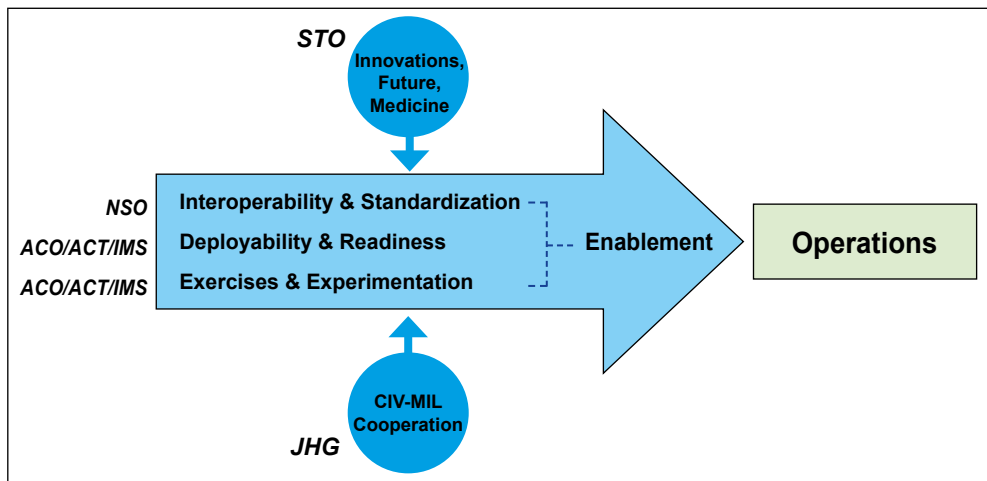 STO
Innovations,
Future,
Medicine
NSO
Interoperability & Standardization
ACO/ACT/IMS
Deployability & Readiness
Enablement
Operations
ACO/ACT/IMS
Exercises & Experimentation
CIV-MIL
Cooperation
JHG